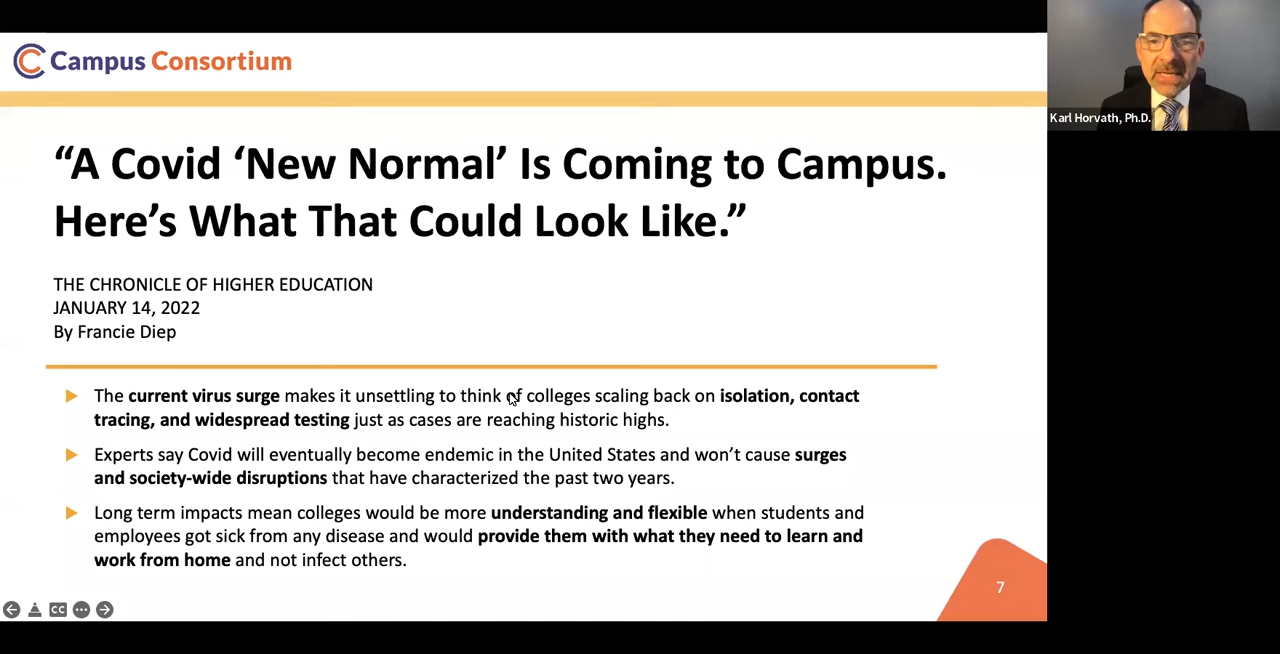 Campus Consortium
Karl Horvath, Ph.D.
“A Covid ‘New Normal’ Is Coming to Campus.
Here’s What That Could Look Like.”
THE CHRONICLE OF HIGHER EDUCATION
JANUARY 14, 2022
By Francie Diep
The current virus surge makes it unsettling to think of colleges scaling back on isolation, contact
tracing, and widespread testing just as cases are reaching historic highs.
Experts say Covid will eventually become endemic in the United States and won’t cause surges
and society-wide disruptions that have characterized the past two years.
Long term impacts mean colleges would be more understanding and flexible when students and
employees got sick from any disease and would provide them with what they need to learn and
work from home and not infect others.
7
CC